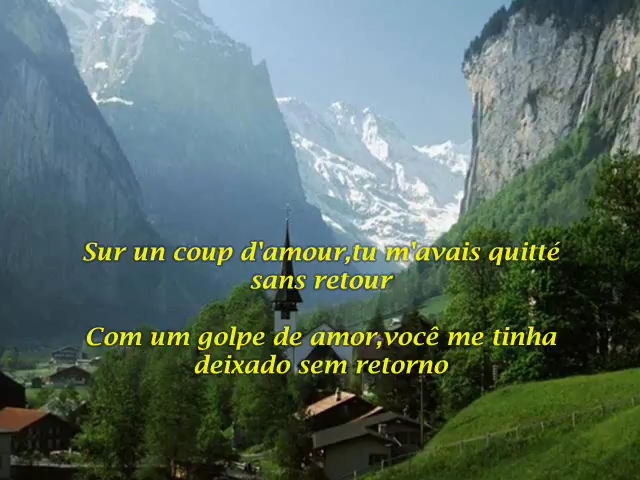 Sur un coup d'amour,tu m'avais quitté
sans retour
Com um golpe de amor,você me tinha
deixado sem retorno